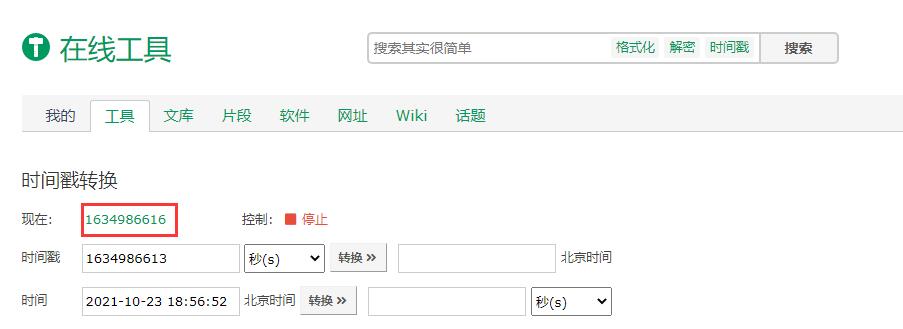 在线工具
搜索其实很简单 格式化 解密 时间戳 搜索
我的 工具 文库 片段 软件 网址 Wiki 话题
时间戳转换
现在: 1634986616 控制: 停止
时间戳 1634986613 秒(s) 转换 » 北京时间
时间 2021-10-23 18:56:52 北京时间 转换 » 秒(s)